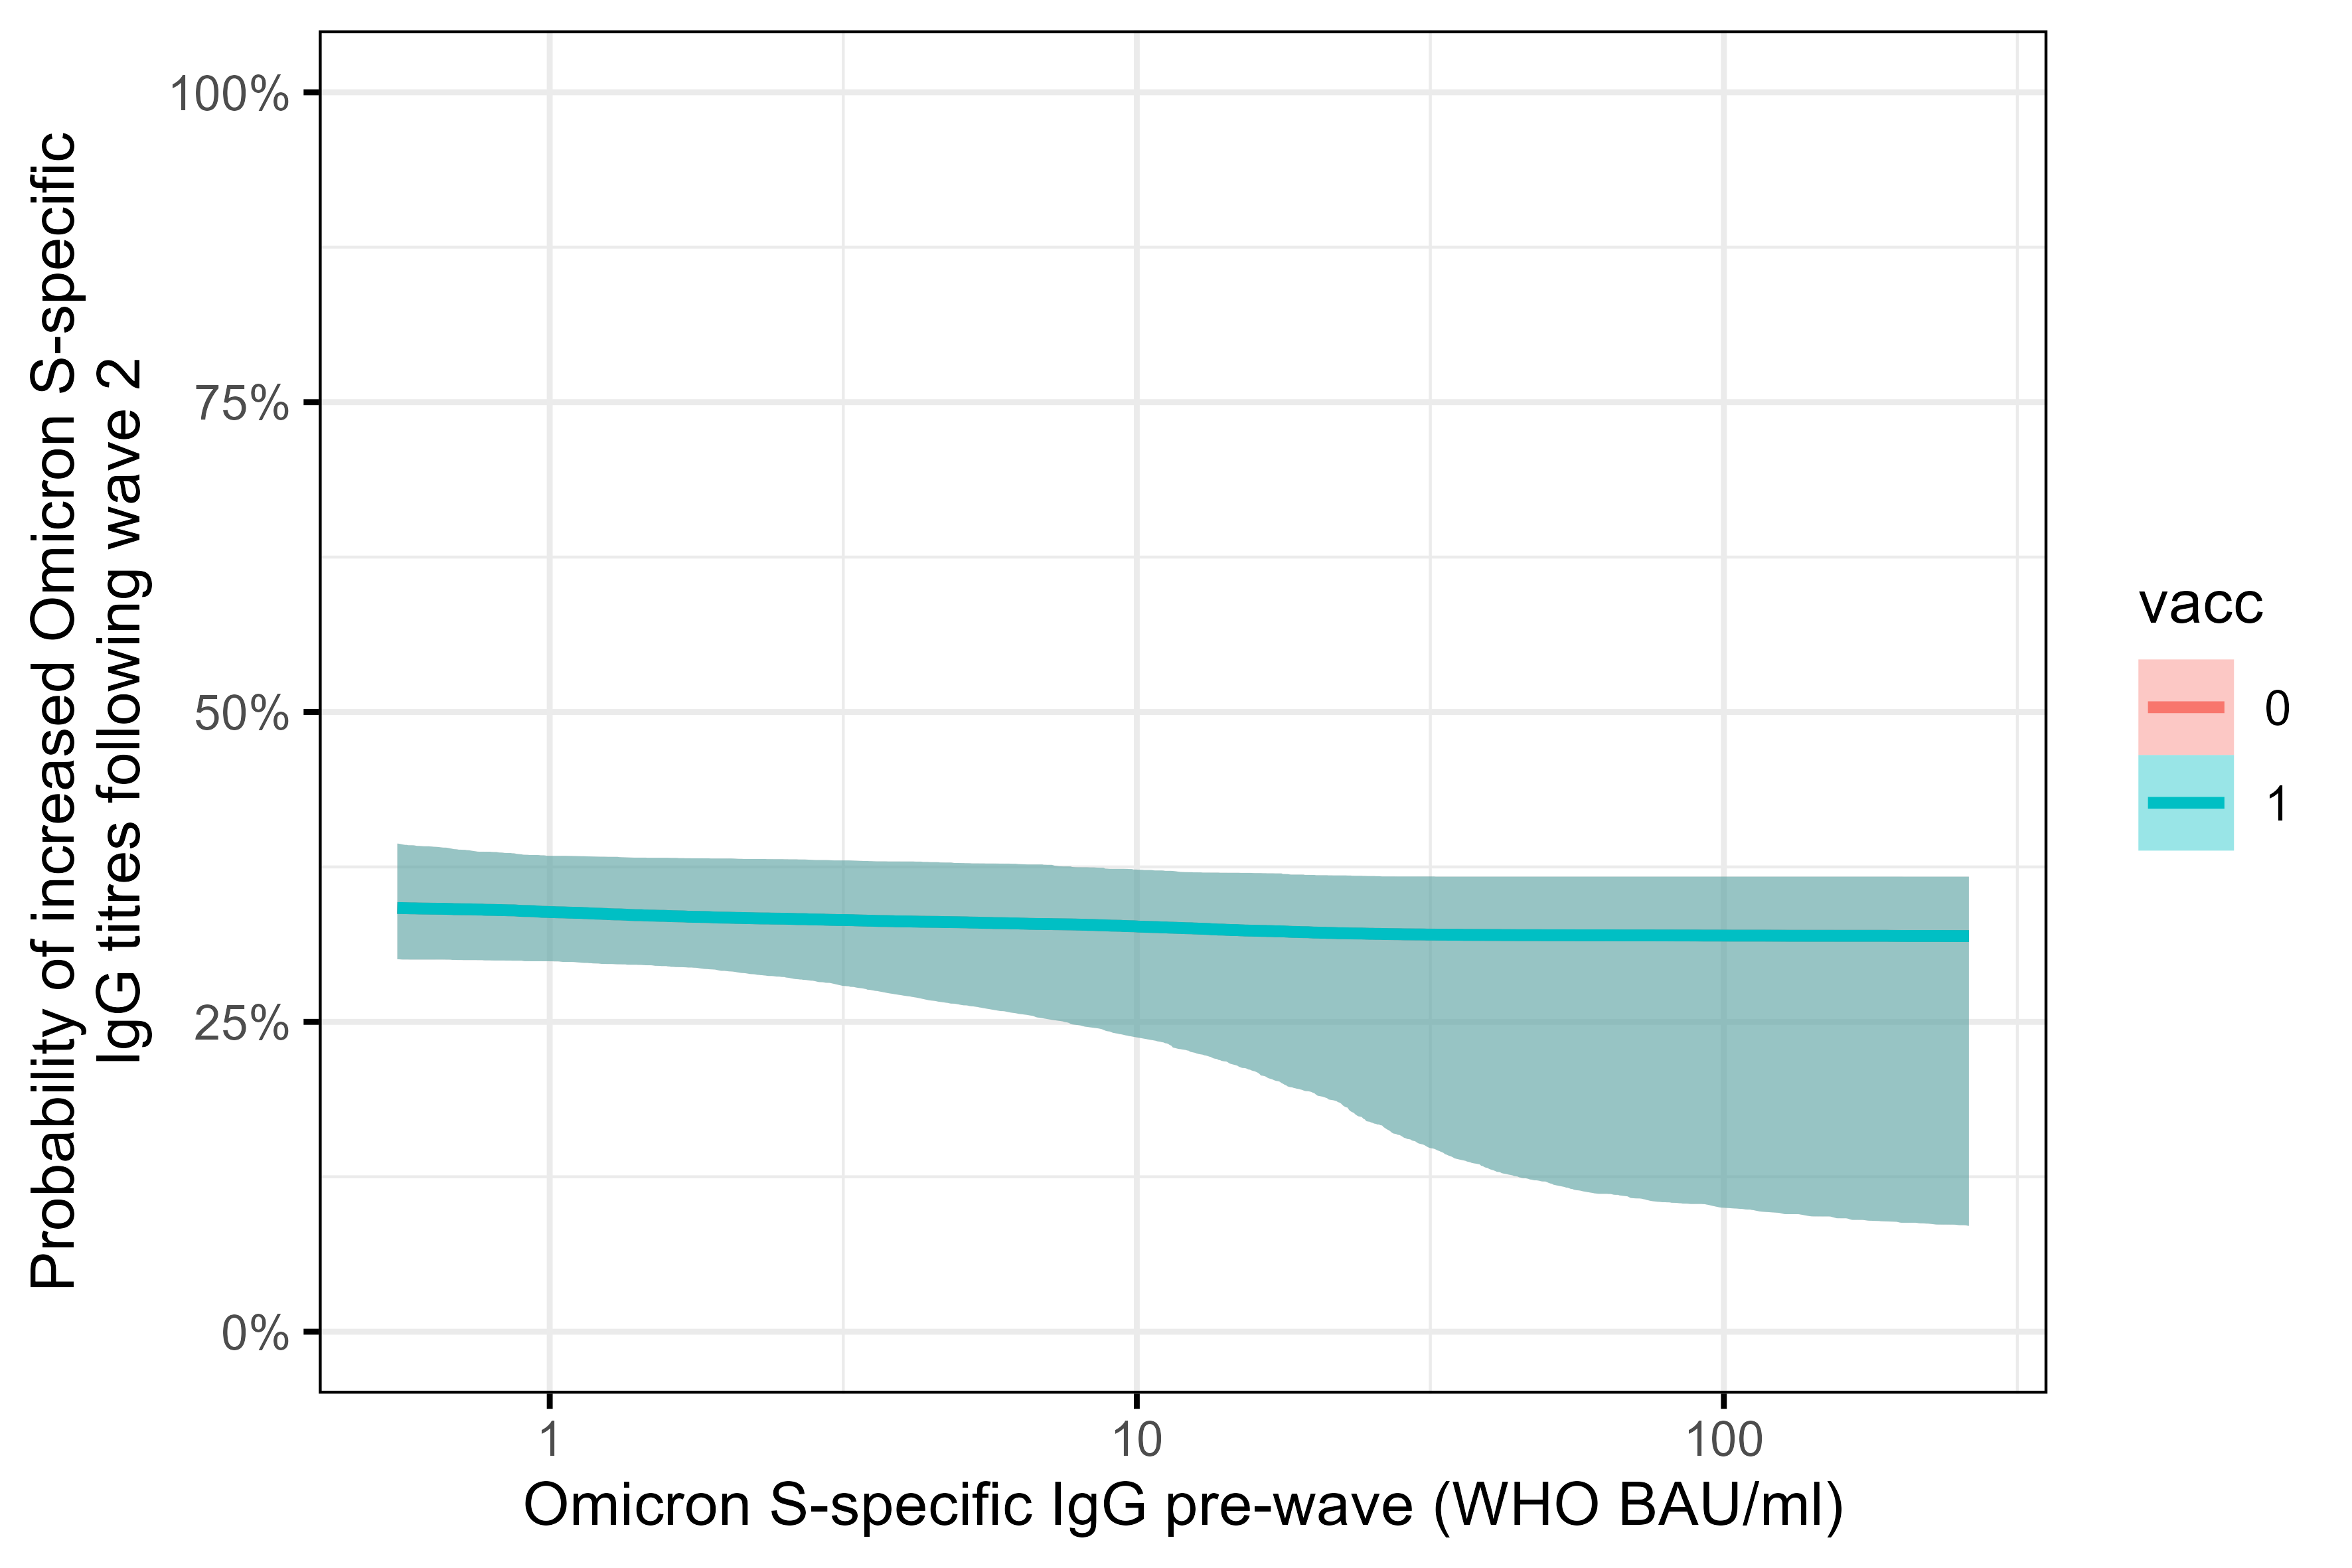 Probability of increased Omicron S-specific
IgG titres following wave 2
100%
75%
50%
25%
0%
1
10
100
Omicron S-specific IgG pre-wave (WHO BAU/ml)
vacc
0
1